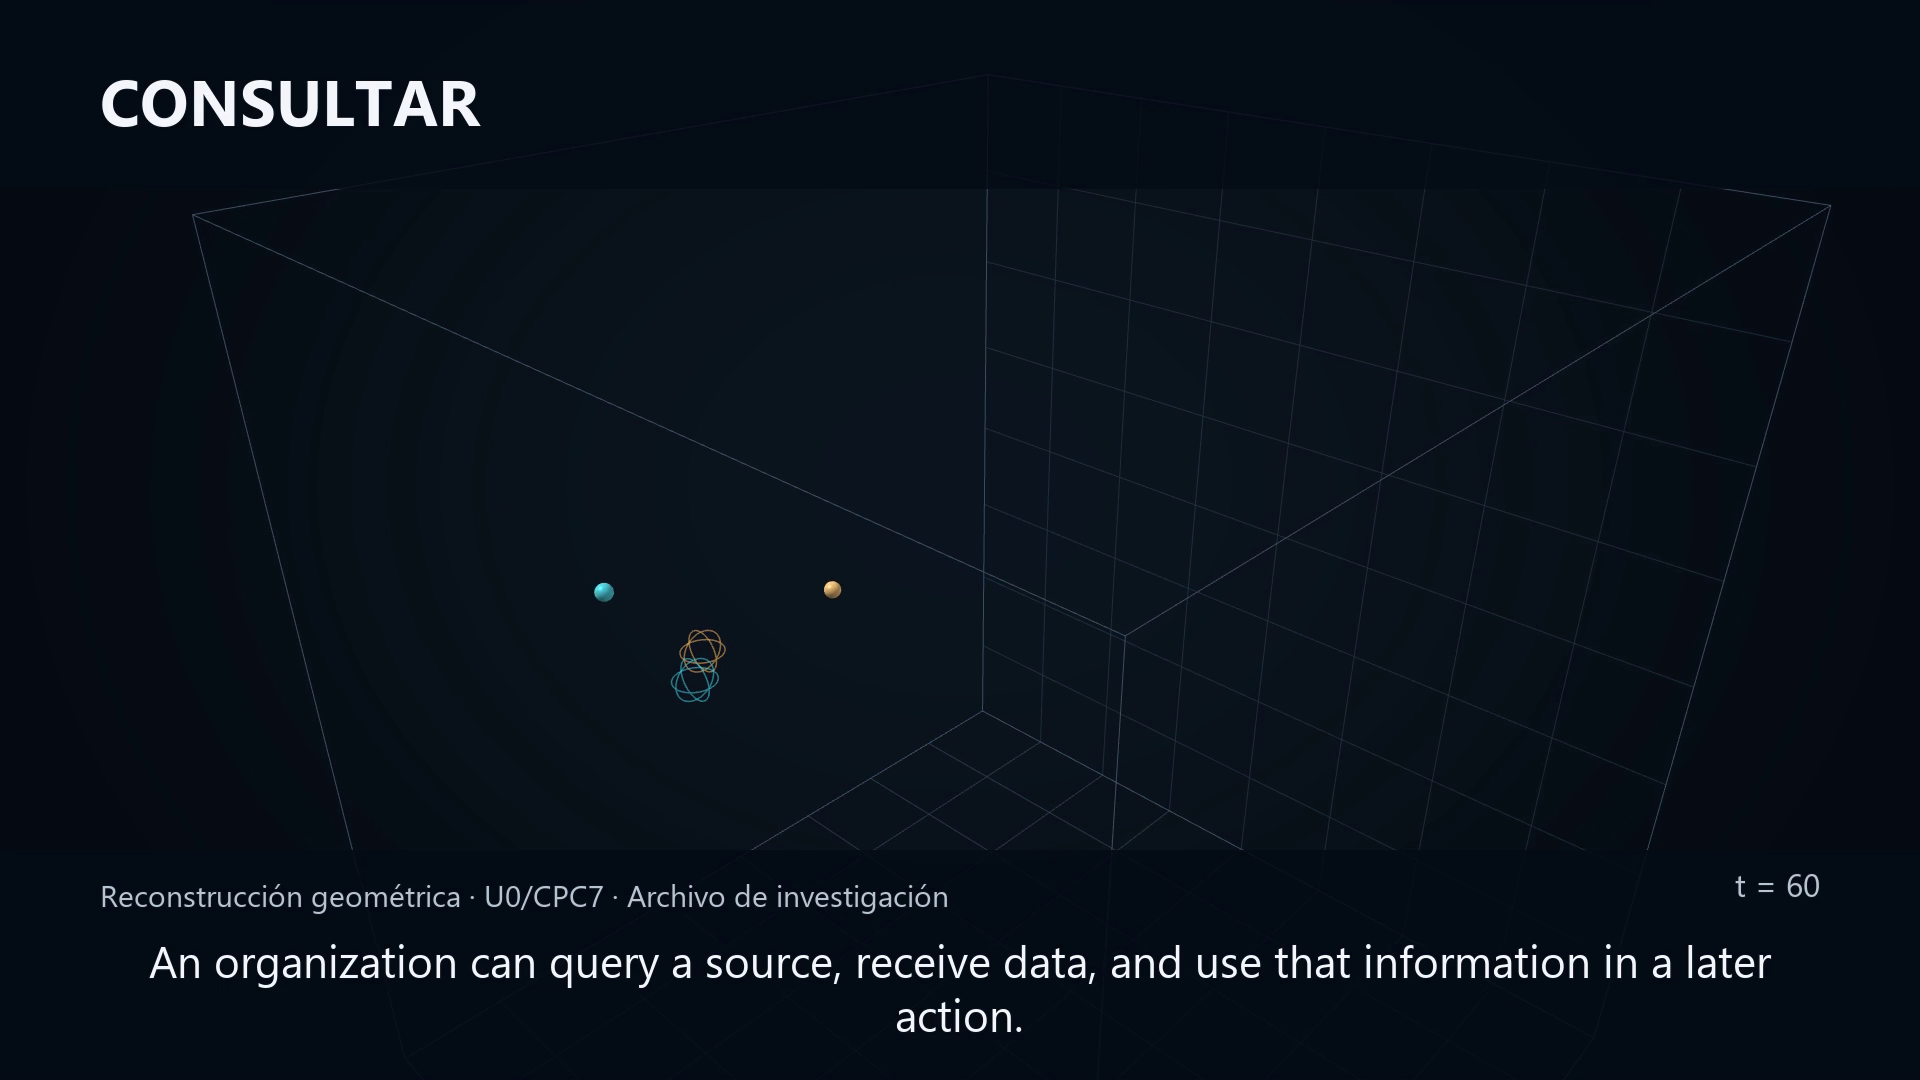 CONSULTAR
Reconstrucción geométrica · U0/CPC7 · Archivo de investigación
t = 60
An organization can query a source, receive data, and use that information in a later
action.